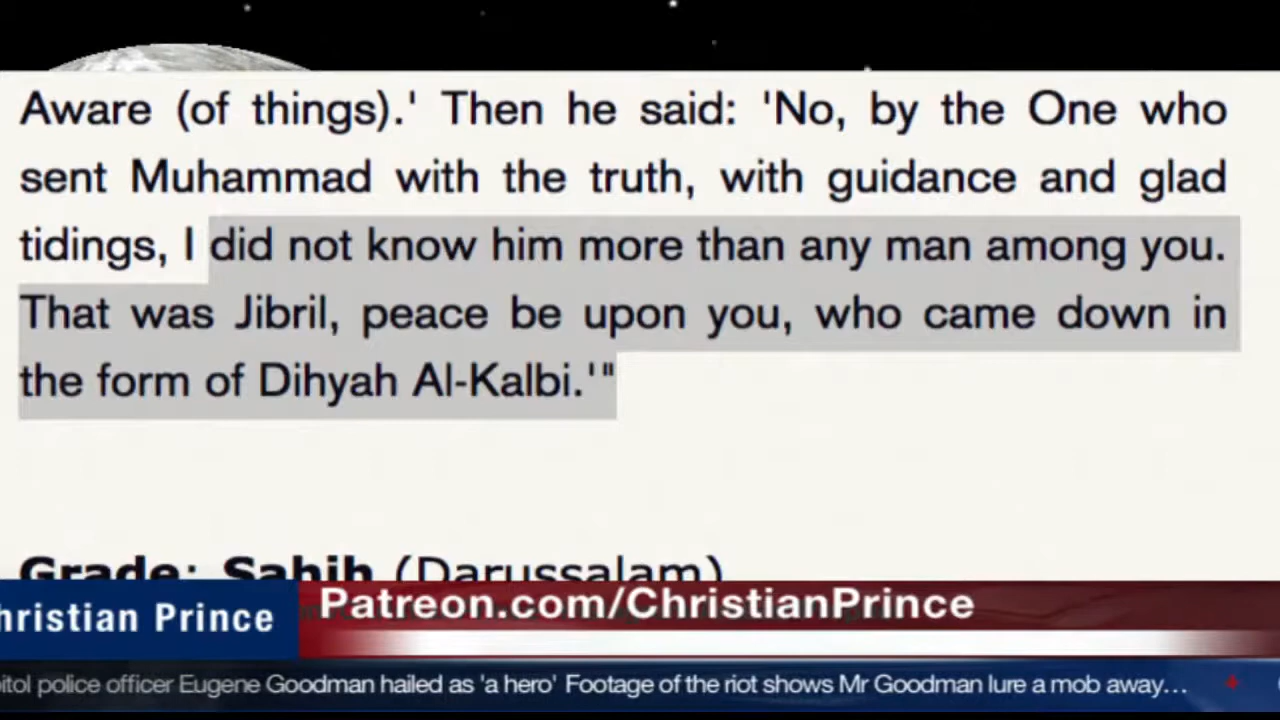 Aware (of things).' Then he said: 'No, by the One who
sent Muhammad with the truth, with guidance and glad
tidings, I did not know him more than any man among you.
That was Jibril, peace be upon you, who came down in
the form of Dihyah Al-Kalbi.'"
Grade: Sahih (Darussalam)
hristian Prince
Patreon.com/ChristianPrince
itol police officer Eugene Goodman hailed as 'a hero' Footage of the riot shows Mr Goodman lure a mob away...